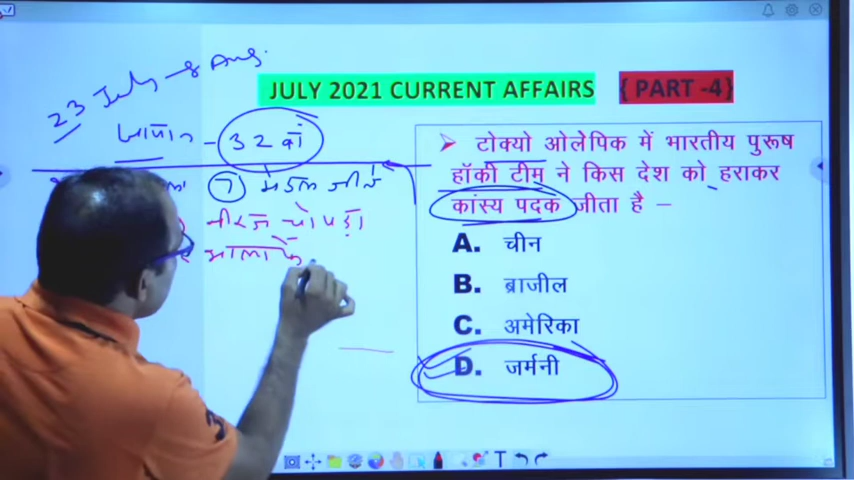 23 July - 8 Aug.
JULY 2021 CURRENT AFFAIRS { PART -4}
जापान - 32 वां
7 मेडल जीते
नीरज चोपड़ा
भाला फें
टोक्यो ओलेपिक में भारतीय पुरूष
हॉकी टीम ने किस देश को हराकर
कांस्य पदक जीता है –
A. चीन
B. ब्राजील
C. अमेरिका
D. जर्मनी
T